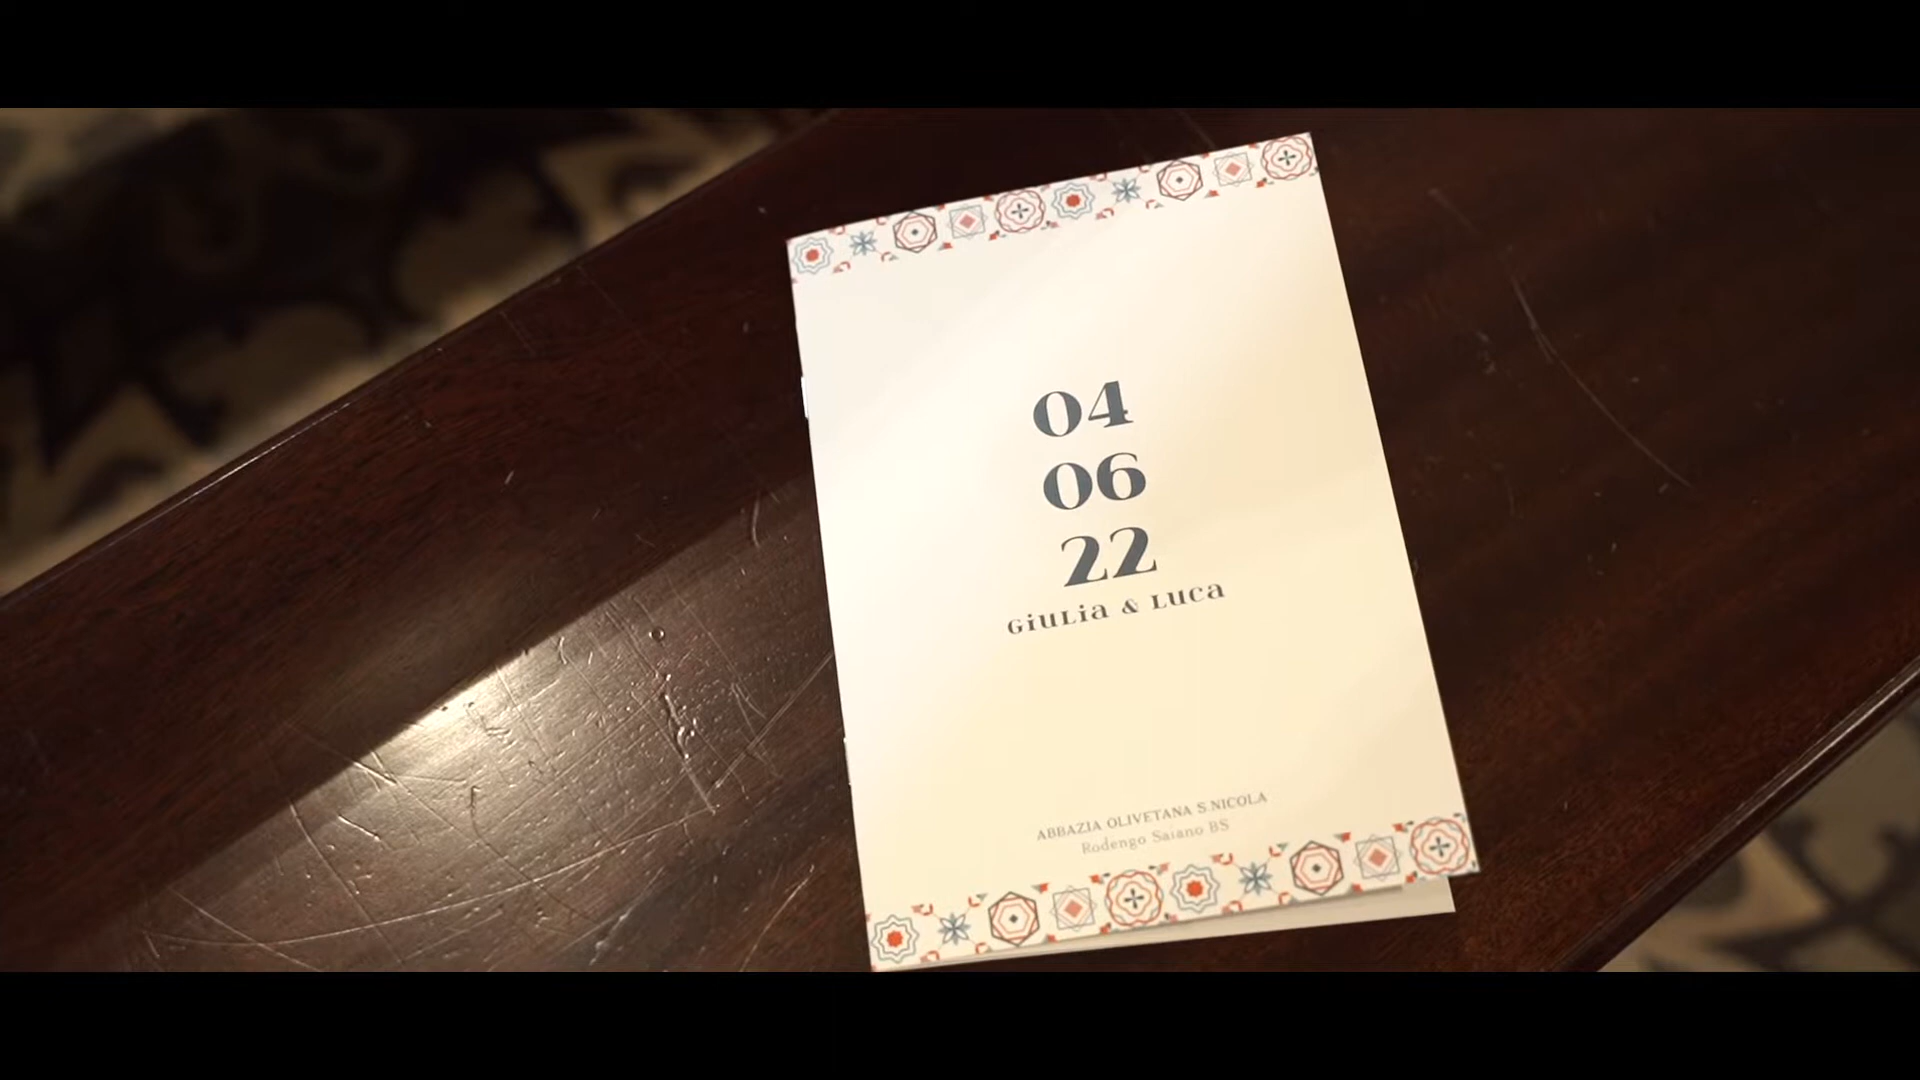 04
06
22
GiuLia & Luca
ABBAZIA OLIVETANA S.NICOLA
Rodengo Saiano BS